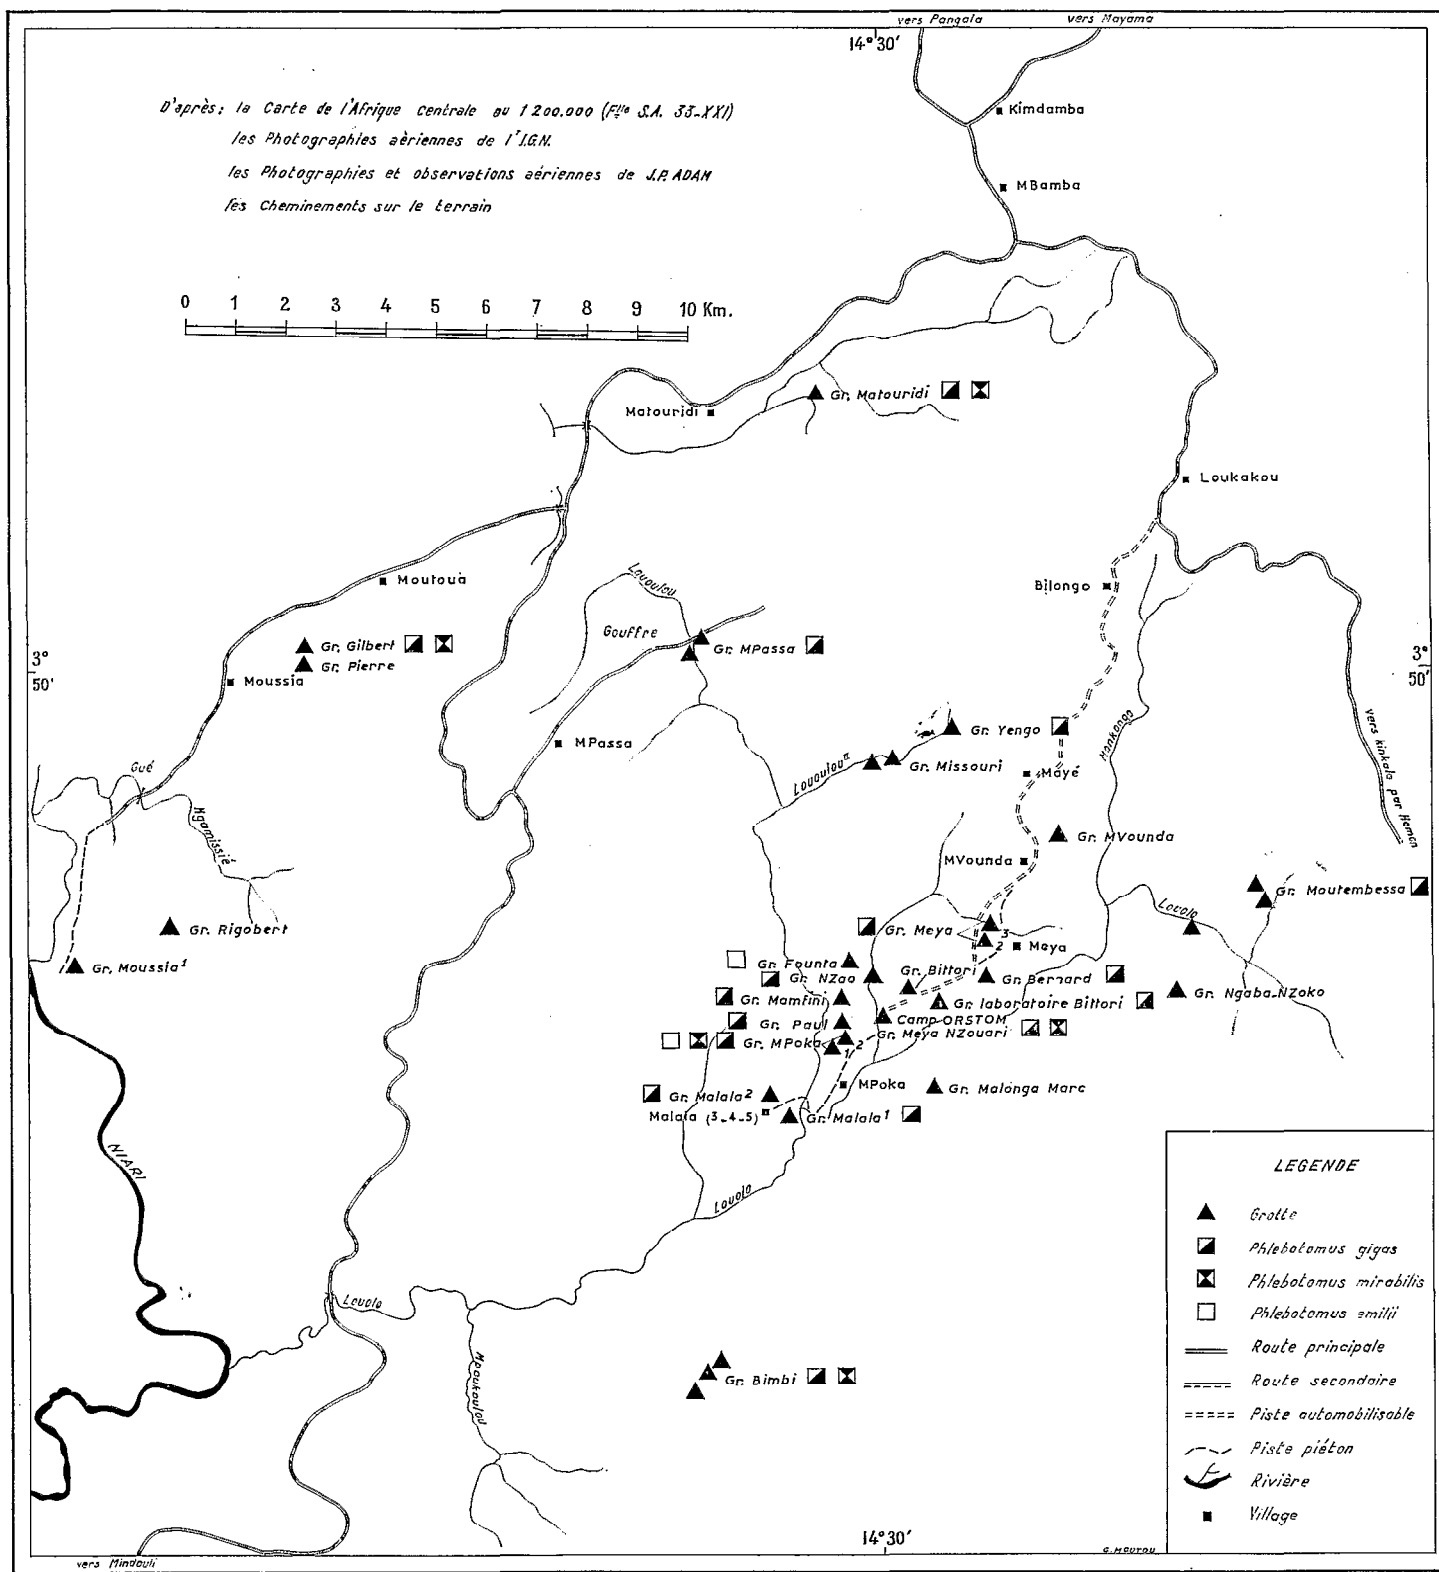 vers Pangala
vers Mayama
14° 30'
D'après: la Carte de l'Afrique centrale au 1 200.000 (Flle S.A. 33-XXI)
les Photographies aèriennes de l'I.G.N.
les Photographies et observations aériennes de J.P. ADAM
les Cheminements sur le terrain
Kimdamba
MBamba
0 1 2 3 4 5 6 7 8 9 10 Km.
Matouridi
Gr. Matouridi
Loukakou
Moutouà
Lououlou
Bilongo
Gouffre
Gr. MPassa
Gr. Gilbert
Gr. Pierre
3° 50'
3° 50'
Moussia
MPassa
Gr. Yengo
Hankongo
vers kinkala par Hamon
Gué
Lououlou
Gr. Missouri
Mayé
Ngamissié
Gr. MVounda
MVounda
Gr. Moutembessa
Louolo
Gr. Rigobert
Gr. Meya
3
2
Meya
Gr. Moussia 1
Gr. Founta
Gr. NZao
Gr. Bittori
Gr. Bernard
Gr. Ngaba NZoko
Gr. Mamfini
Gr. laboratoire Bittori
Gr. Paul
Camp ORSTOM
Gr. MPoka
1
2
Gr. Meya NZouari
MPoka
Gr. Malonga Marc
Gr. Malala 2
Malala (3-4-5)
Gr. Malala 1
NIARI
Louolo
Louolo
Mpoukoulou
Gr. Bimbi
LEGENDE
Grotte
Phlebotomus gigas
Phlebotomus mirabilis
Phlebotomus emilii
Route principale
Route secondaire
Piste automobilisable
Piste piéton
Rivière
Village
14° 30'
vers Mindouli
G. MOUTOU